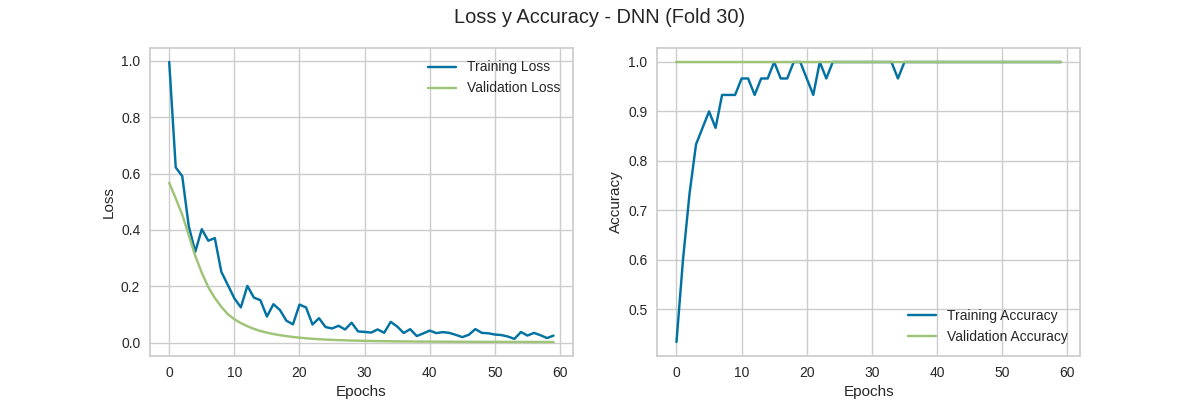 Loss y Accuracy - DNN (Fold 30)
1.0
0.8
0.6
0.4
0.2
0.0
Loss
Training Loss
Validation Loss
0 10 20 30 40 50 60
Epochs
1.0
0.9
0.8
0.7
0.6
0.5
Accuracy
Training Accuracy
Validation Accuracy
0 10 20 30 40 50 60
Epochs